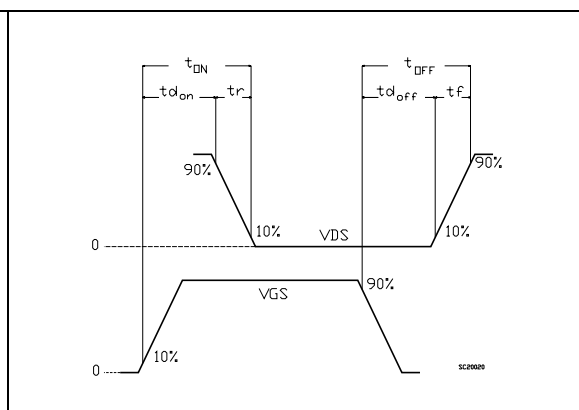 tON tOFF
tdon tr tdoff tf
90% 90%
10% 10%
0 VDS
90%
VGS
10%
0
SC20020